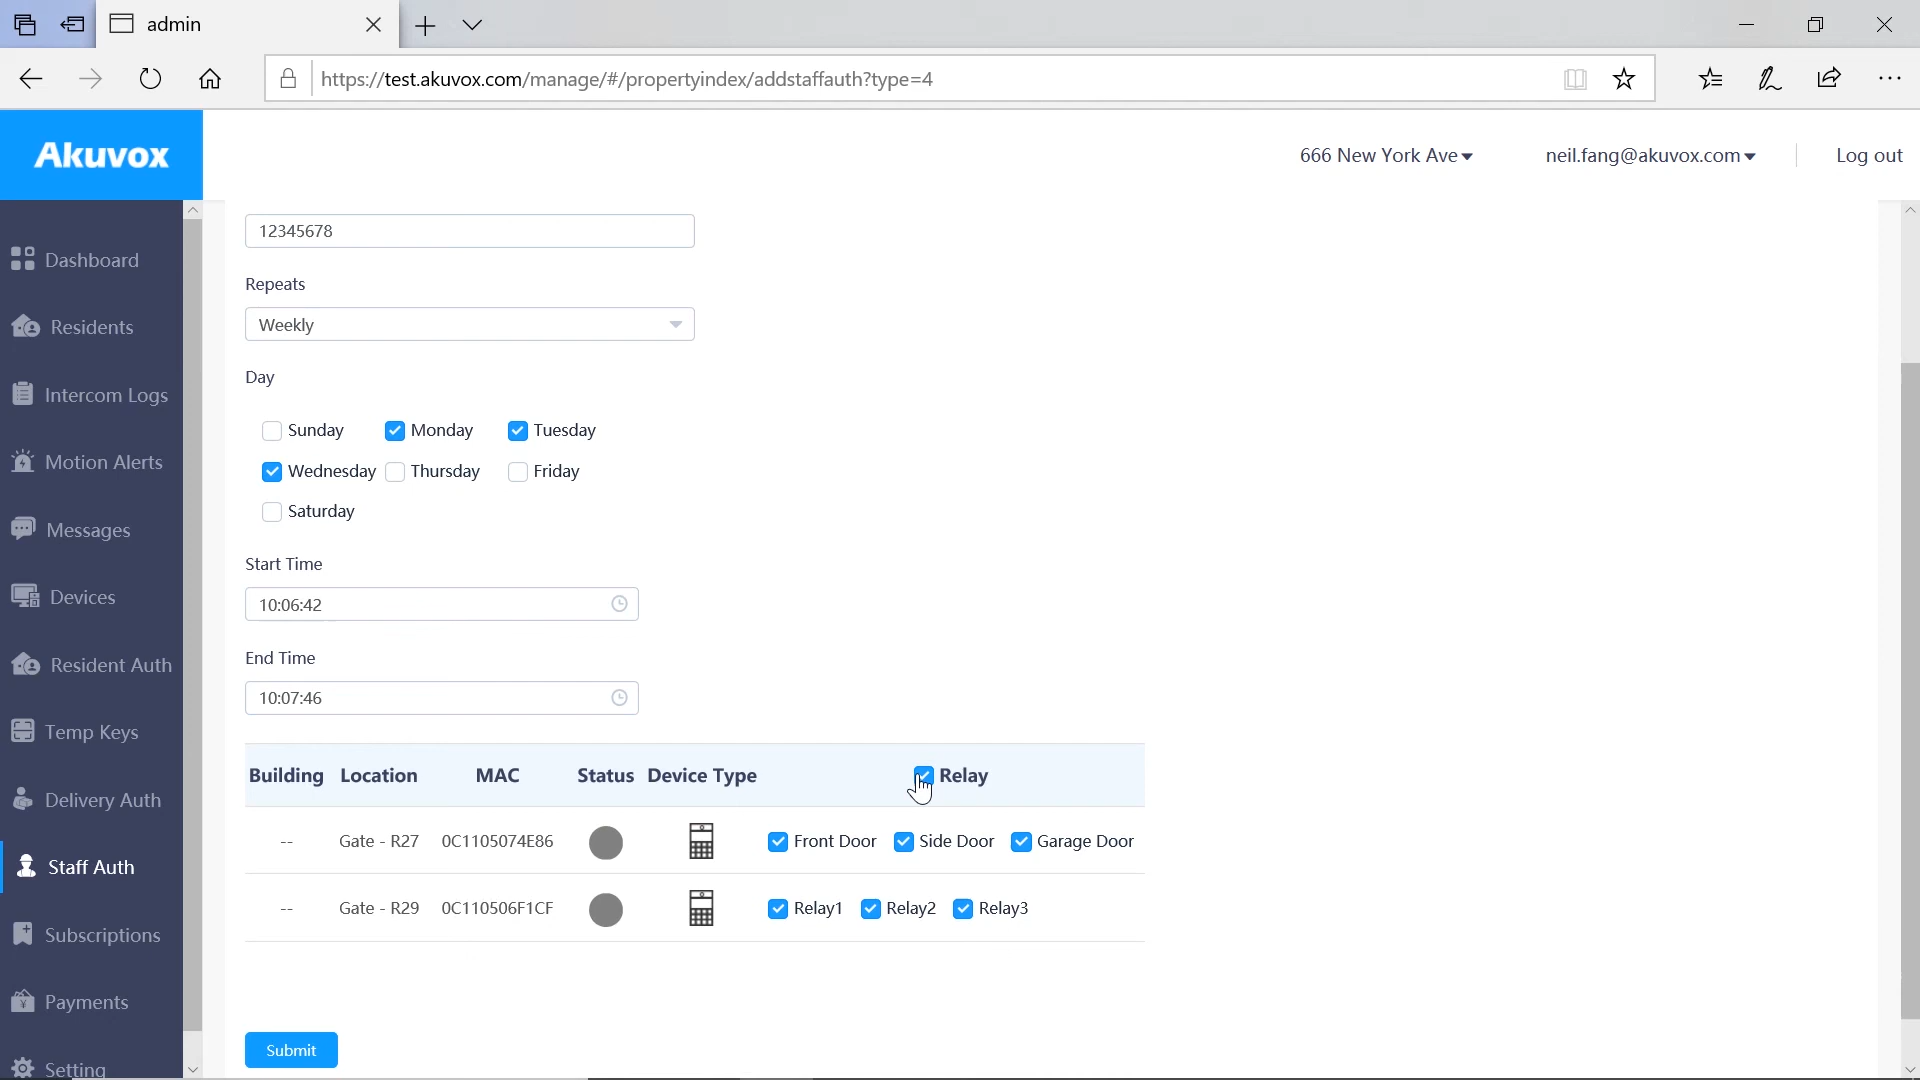 admin
https://test.akuvox.com/manage/#/propertyindex/addstaffauth?type=4
Akuvox
666 New York Ave
neil.fang@akuvox.com
Log out
Dashboard
Residents
Intercom Logs
Motion Alerts
Messages
Devices
Resident Auth
Temp Keys
Delivery Auth
Staff Auth
Subscriptions
Payments
Setting
12345678
Repeats
Weekly
Day
Sunday Monday Tuesday
Wednesday Thursday Friday
Saturday
Start Time
10:06:42
End Time
10:07:46
Building Location MAC Status Device Type Relay
-- Gate - R27 0C1105074E86 Front Door Side Door Garage Door
-- Gate - R29 0C110506F1CF Relay1 Relay2 Relay3
Submit